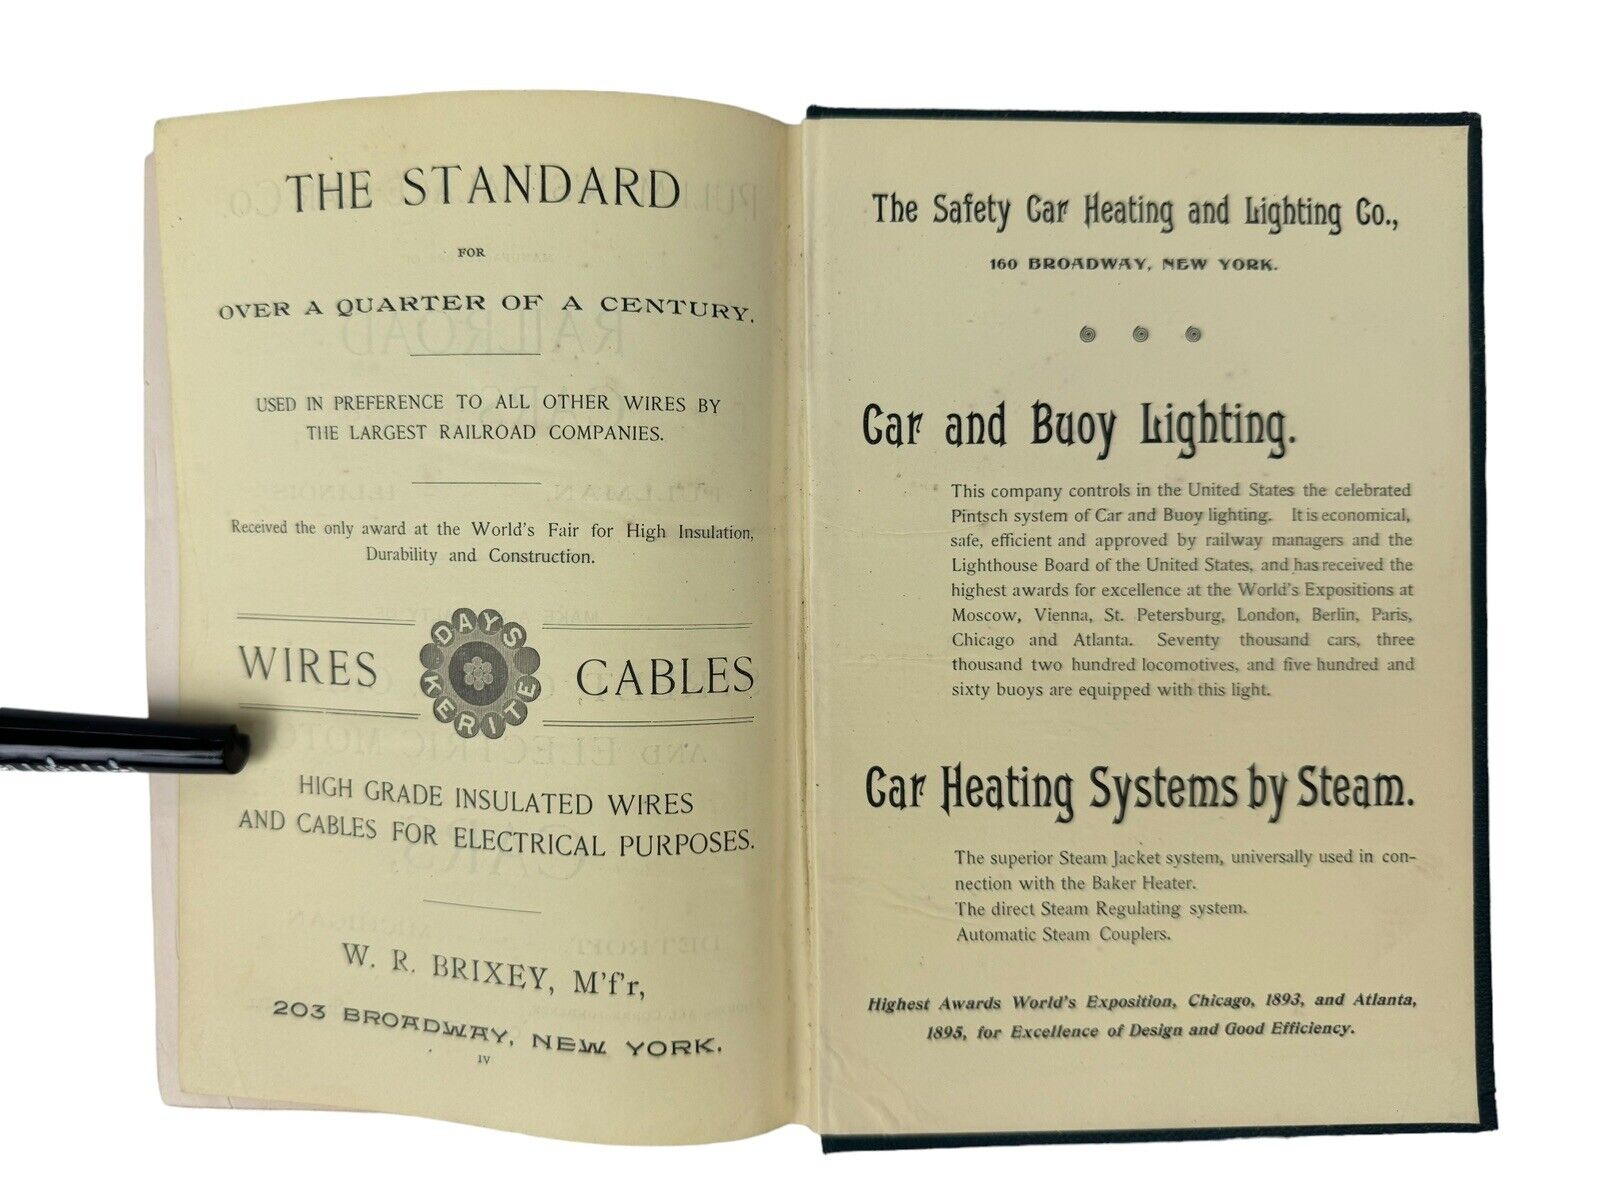 THE STANDARD
FOR
OVER A QUARTER OF A CENTURY.
USED IN PREFERENCE TO ALL OTHER WIRES BY
THE LARGEST RAILROAD COMPANIES.
Received the only award at the World's Fair for High Insulation,
Durability and Construction.
WIRES
DAYS
KERITE
CABLES
HIGH GRADE INSULATED WIRES
AND CABLES FOR ELECTRICAL PURPOSES.
W. R. BRIXEY, M'f'r,
203 BROADWAY, NEW YORK.
IV
The Safety Car Heating and Lighting Co.,
160 BROADWAY, NEW YORK.
Car and Buoy Lighting.
This company controls in the United States the celebrated
Pintsch system of Car and Buoy lighting. It is economical,
safe, efficient and approved by railway managers and the
Lighthouse Board of the United States, and has received the
highest awards for excellence at the World's Expositions at
Moscow, Vienna, St. Petersburg, London, Berlin, Paris,
Chicago and Atlanta. Seventy thousand cars, three
thousand two hundred locomotives, and five hundred and
sixty buoys are equipped with this light.
Car Heating Systems by Steam.
The superior Steam Jacket system, universally used in con-
nection with the Baker Heater.
The direct Steam Regulating system.
Automatic Steam Couplers.
Highest Awards World's Exposition, Chicago, 1893, and Atlanta,
1895, for Excellence of Design and Good Efficiency.